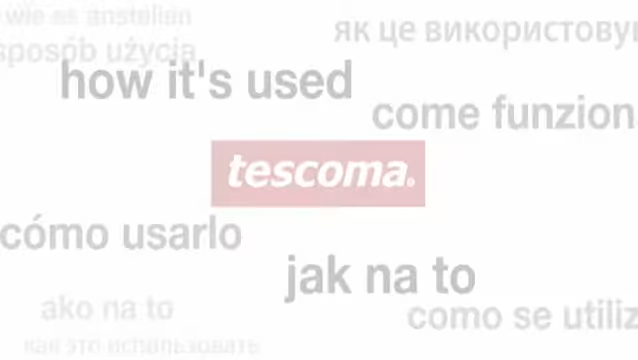 wie es anstellen
як це використову
sposób użycia
how it's used
come funzion
tescoma®
cómo usarlo
jak na to
ako na to
como se utiliz
как это использовать